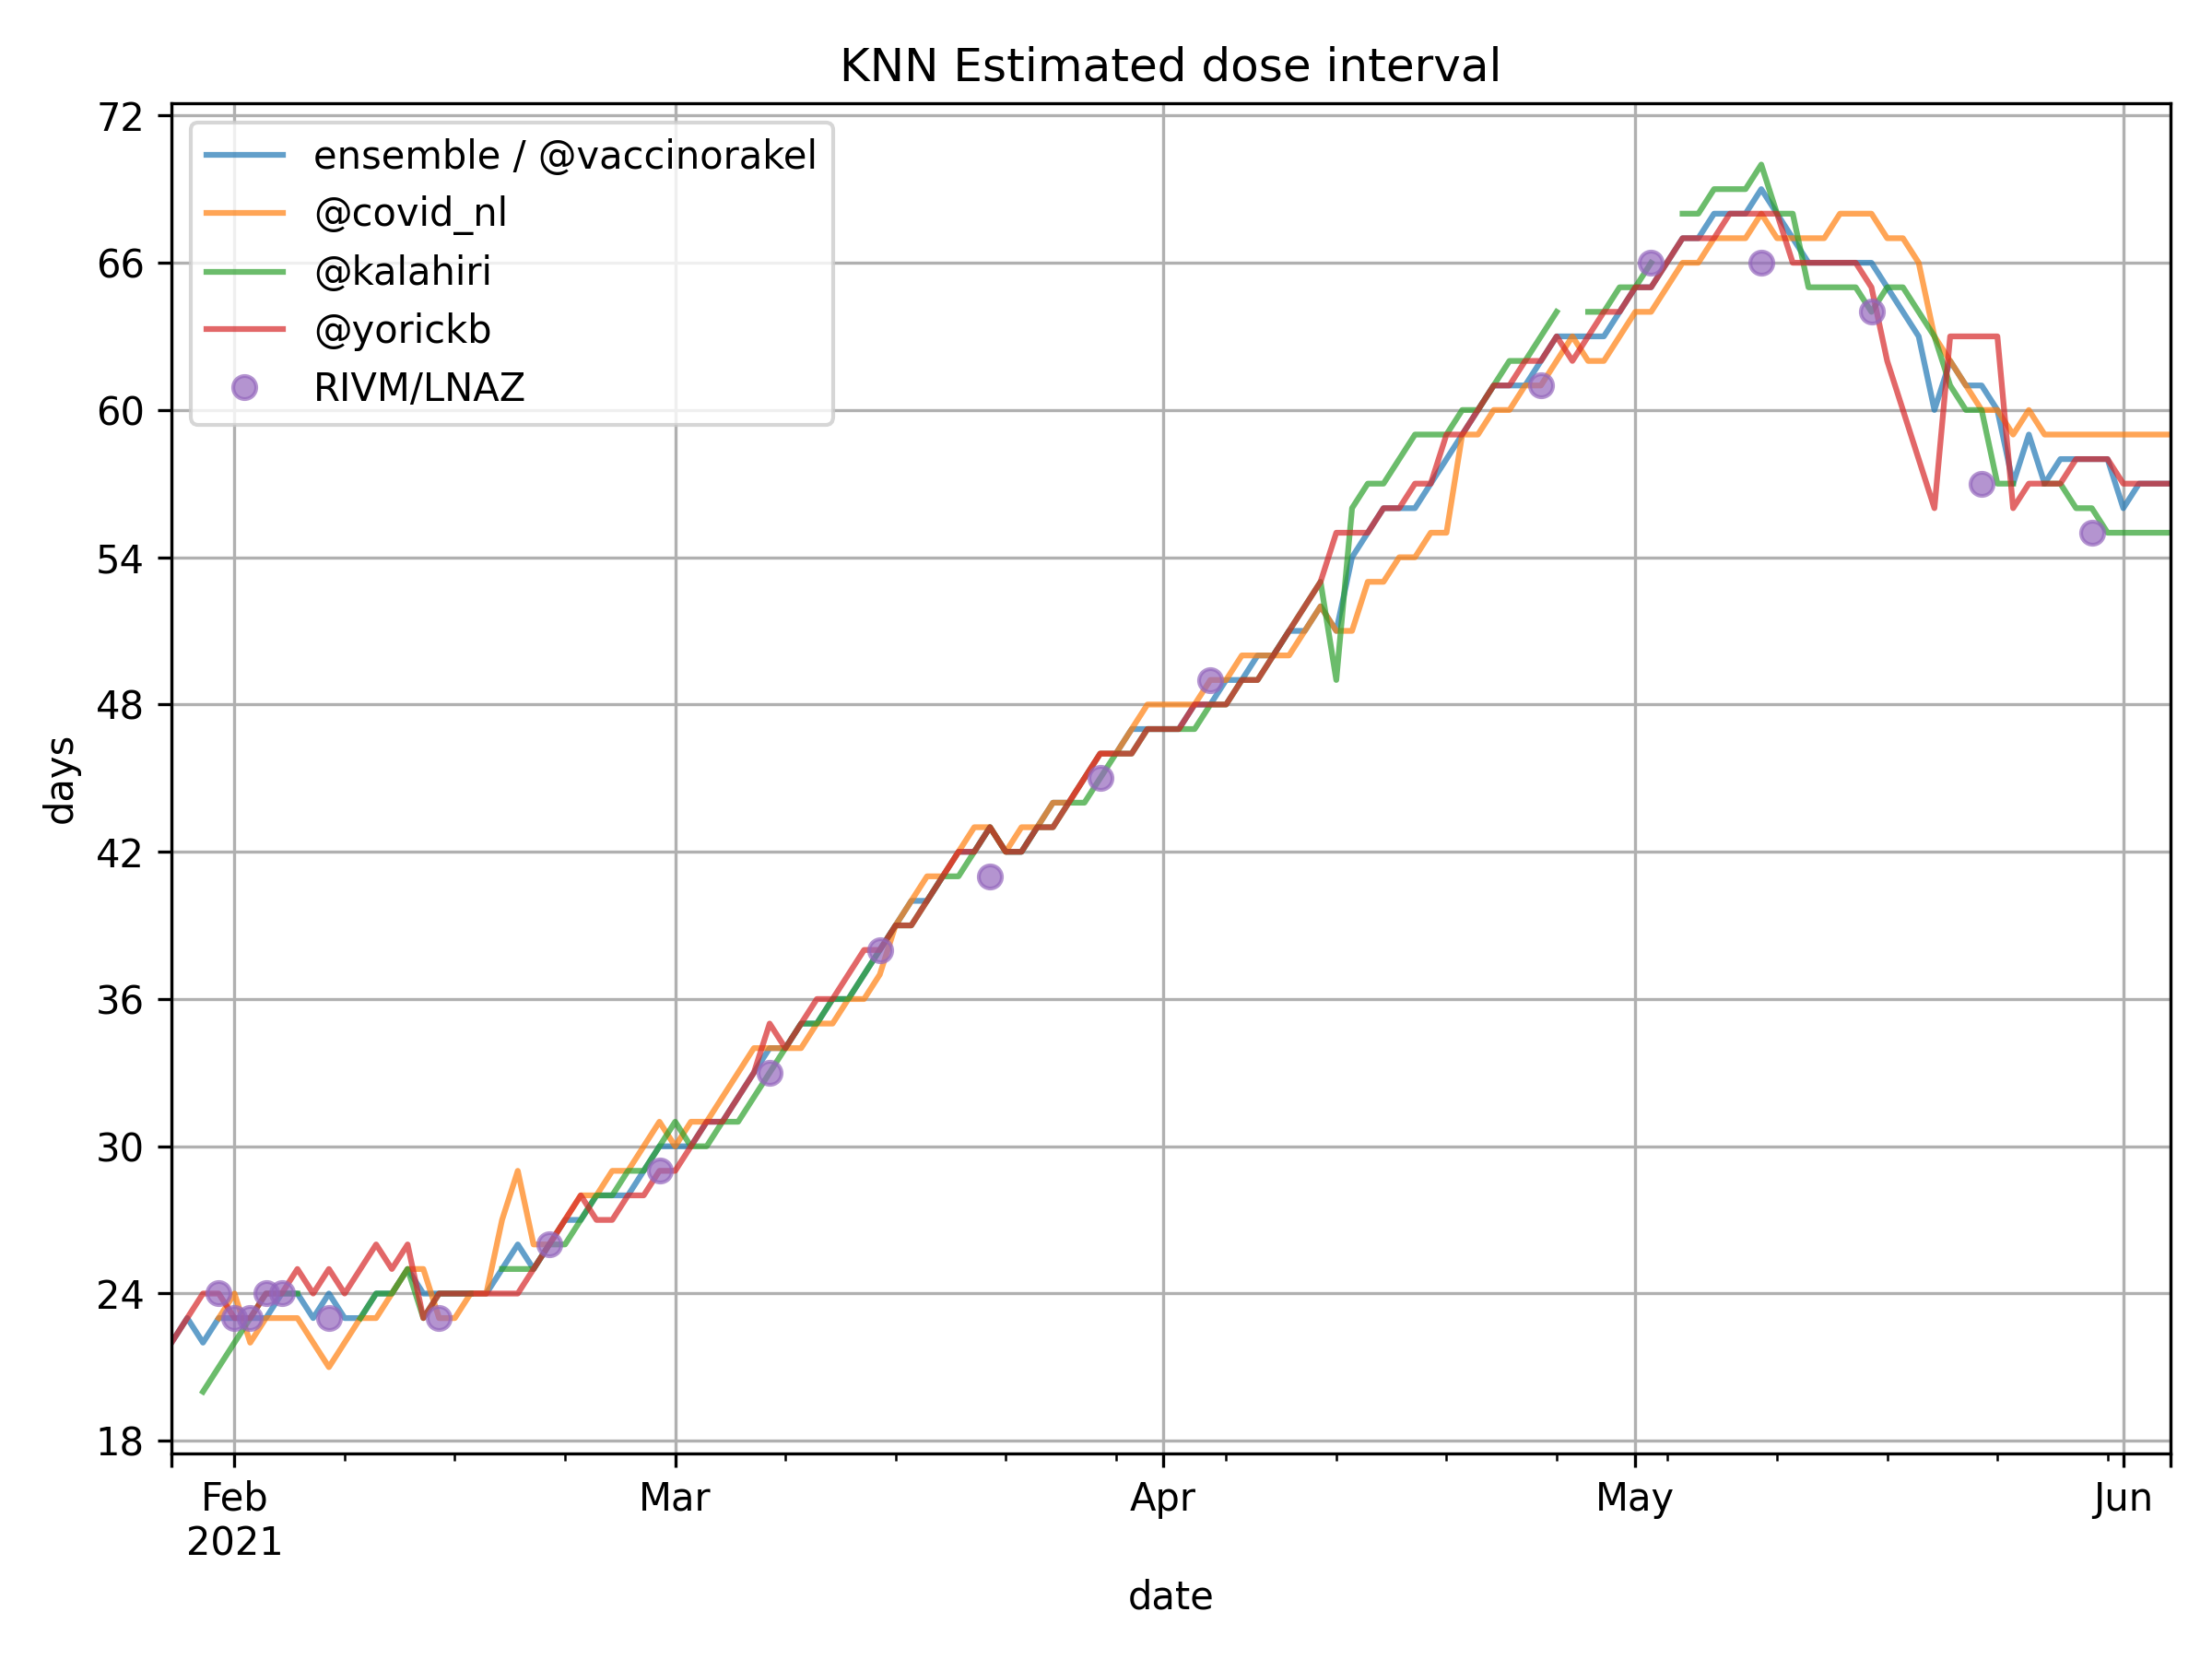 KNN Estimated dose interval
72
66
60
54
48
42
36
30
24
18
days
ensemble / @vaccinorakel
@covid_nl
@kalahiri
@yorickb
RIVM/LNAZ
Feb Mar Apr May Jun
2021
date